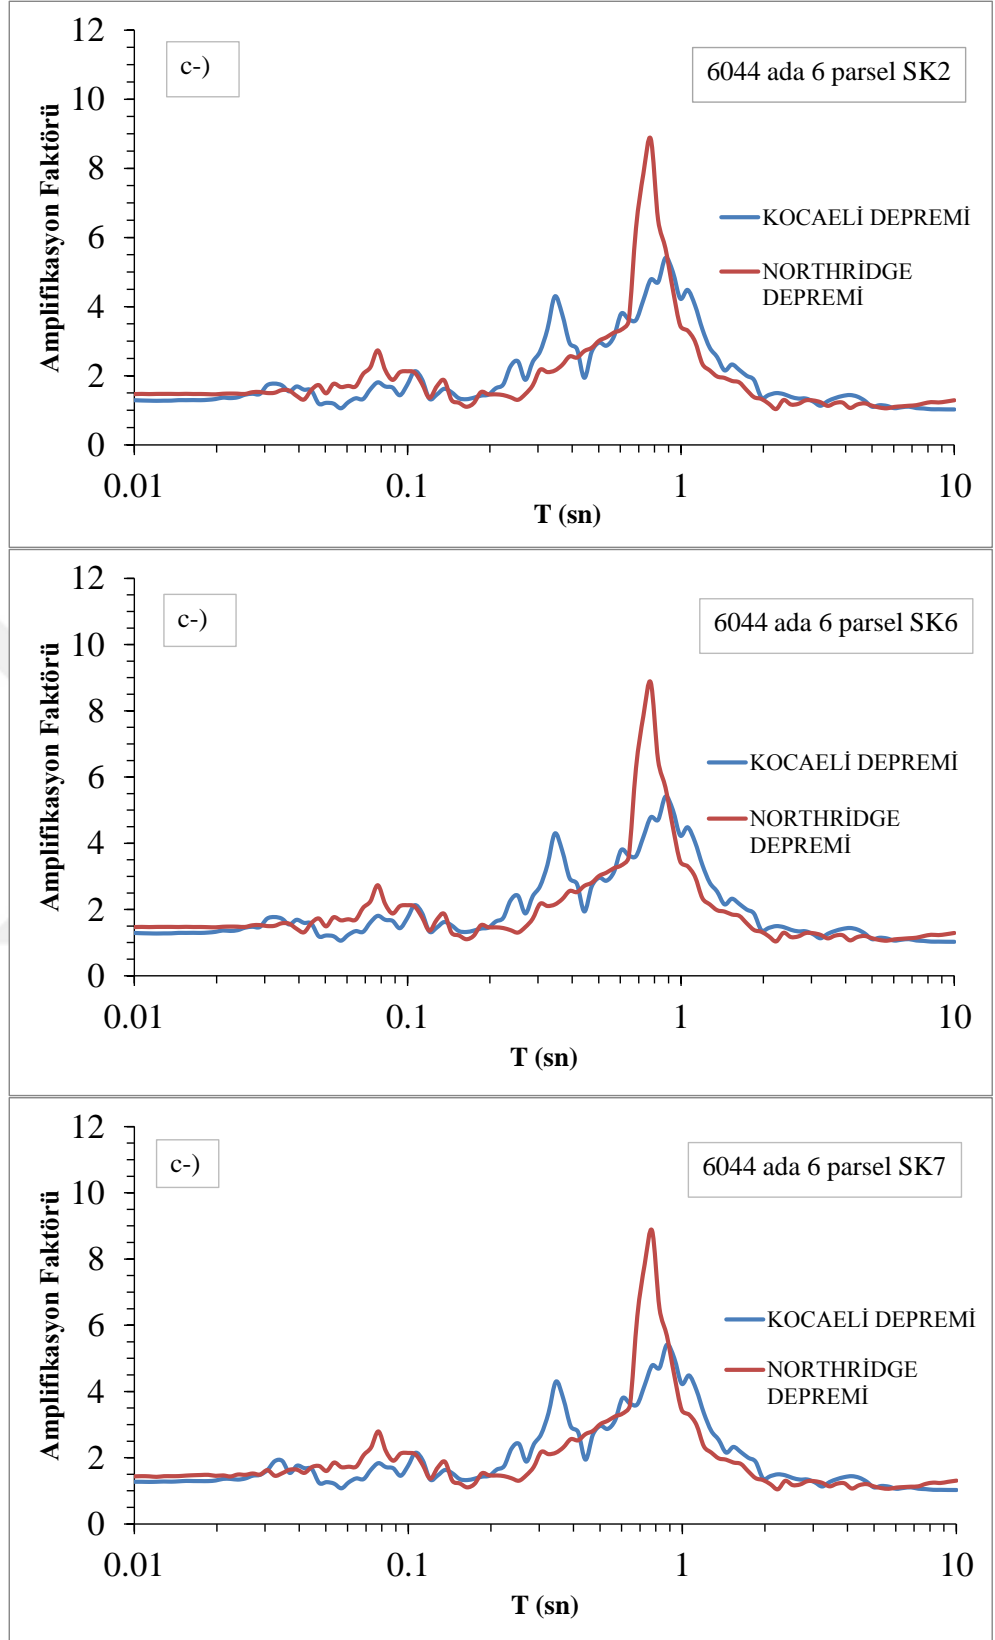 12
10
8
6
4
2
0
Amplifikasyon Faktörü
c-)
6044 ada 6 parsel SK2
KOCAELİ DEPREMİ
NORTHRİDGE
DEPREMİ
0.01 0.1 1 10
T (sn)
12
10
8
6
4
2
0
Amplifikasyon Faktörü
c-)
6044 ada 6 parsel SK6
KOCAELİ DEPREMİ
NORTHRİDGE
DEPREMİ
0.01 0.1 1 10
T (sn)
12
10
8
6
4
2
0
Amplifikasyon Faktörü
c-)
6044 ada 6 parsel SK7
KOCAELİ DEPREMİ
NORTHRİDGE
DEPREMİ
0.01 0.1 1 10
T (sn)